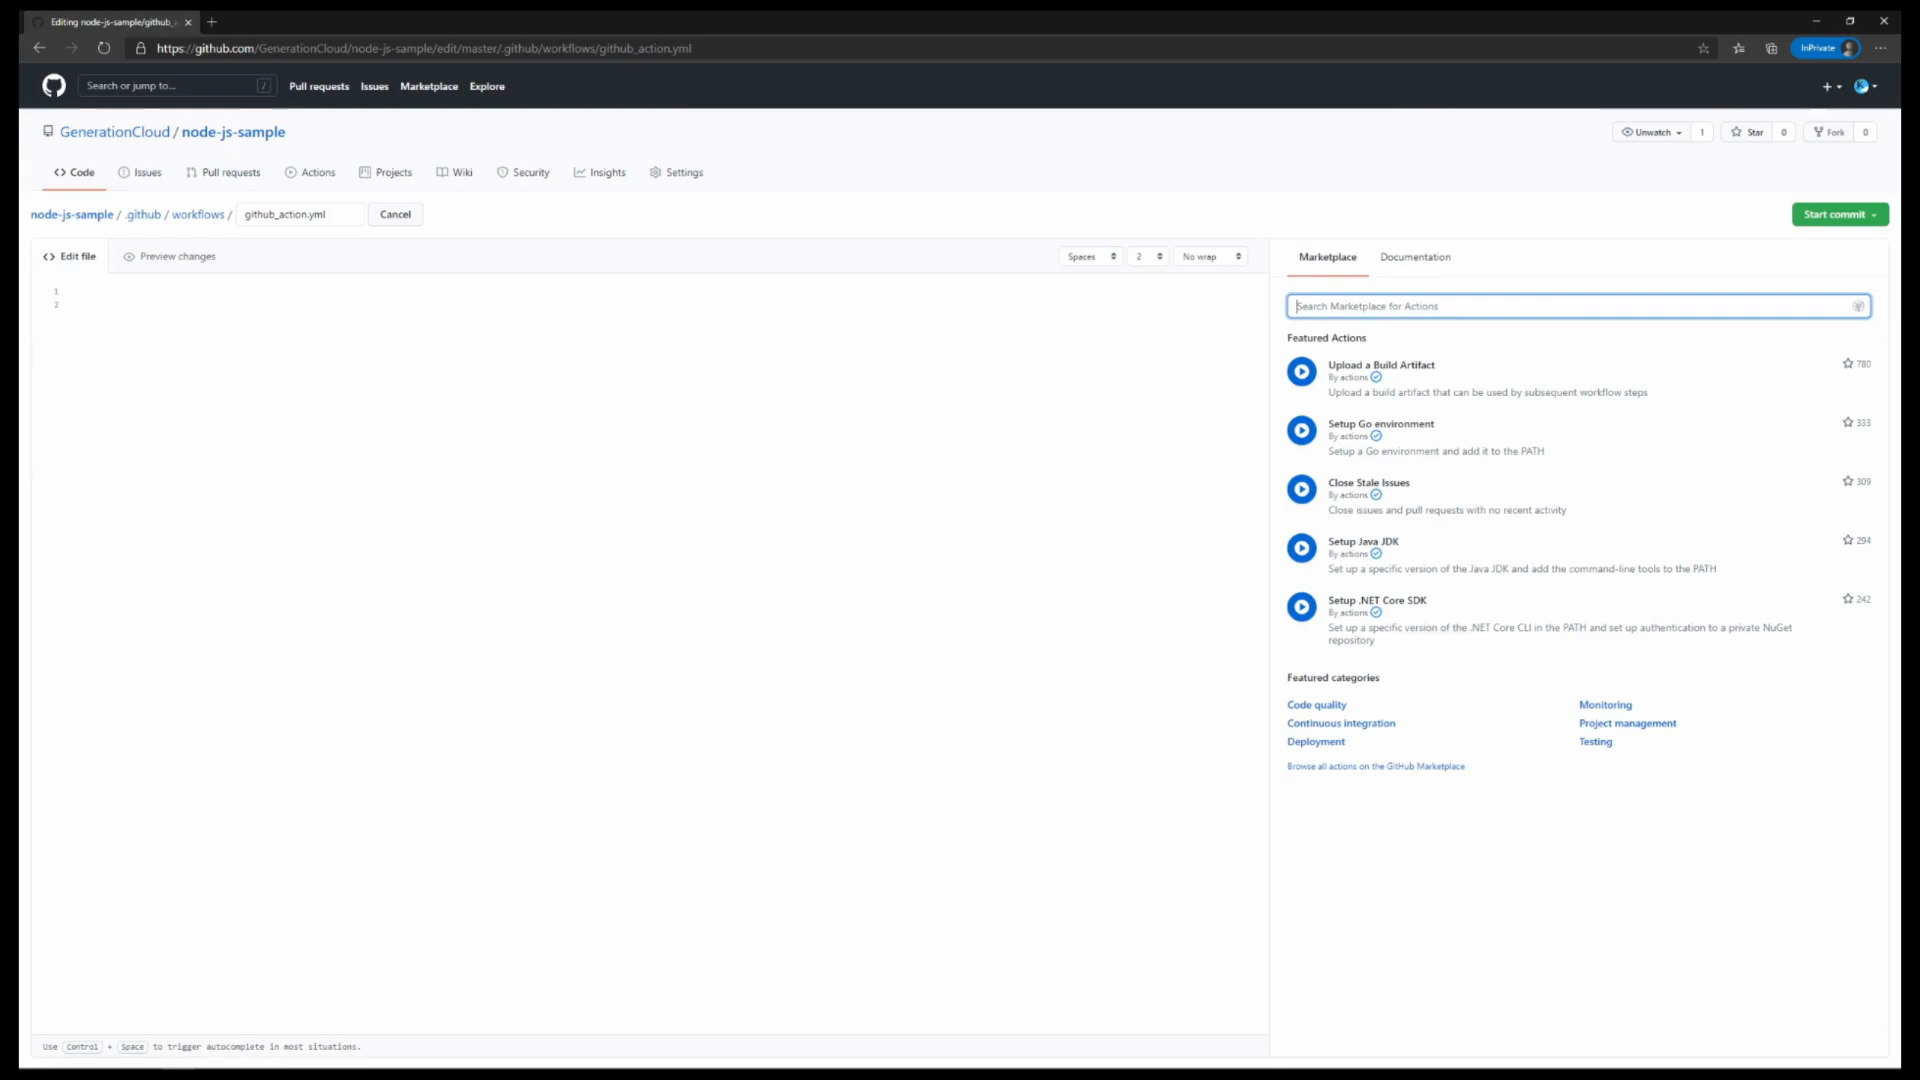 Editing node-js-sample/github_a
https://github.com/GenerationCloud/node-js-sample/edit/master/.github/workflows/github_action.yml
InPrivate
Search or jump to... /
Pull requests Issues Marketplace Explore
GenerationCloud / node-js-sample
Unwatch 1 Star 0 Fork 0
Code Issues Pull requests Actions Projects Wiki Security Insights Settings
node-js-sample / .github / workflows / github_action.yml Cancel
Start commit
Edit file Preview changes
Spaces 2 No wrap
1
2
Marketplace Documentation
Search Marketplace for Actions
Featured Actions
Upload a Build Artifact 780
By actions
Upload a build artifact that can be used by subsequent workflow steps
Setup Go environment 333
By actions
Setup a Go environment and add it to the PATH
Close Stale Issues 309
By actions
Close issues and pull requests with no recent activity
Setup Java JDK 294
By actions
Set up a specific version of the Java JDK and add the command-line tools to the PATH
Setup .NET Core SDK 242
By actions
Set up a specific version of the .NET Core CLI in the PATH and set up authentication to a private NuGet
repository
Featured categories
Code quality Monitoring
Continuous integration Project management
Deployment Testing
Browse all actions on the GitHub Marketplace
Use Control + Space to trigger autocomplete in most situations.